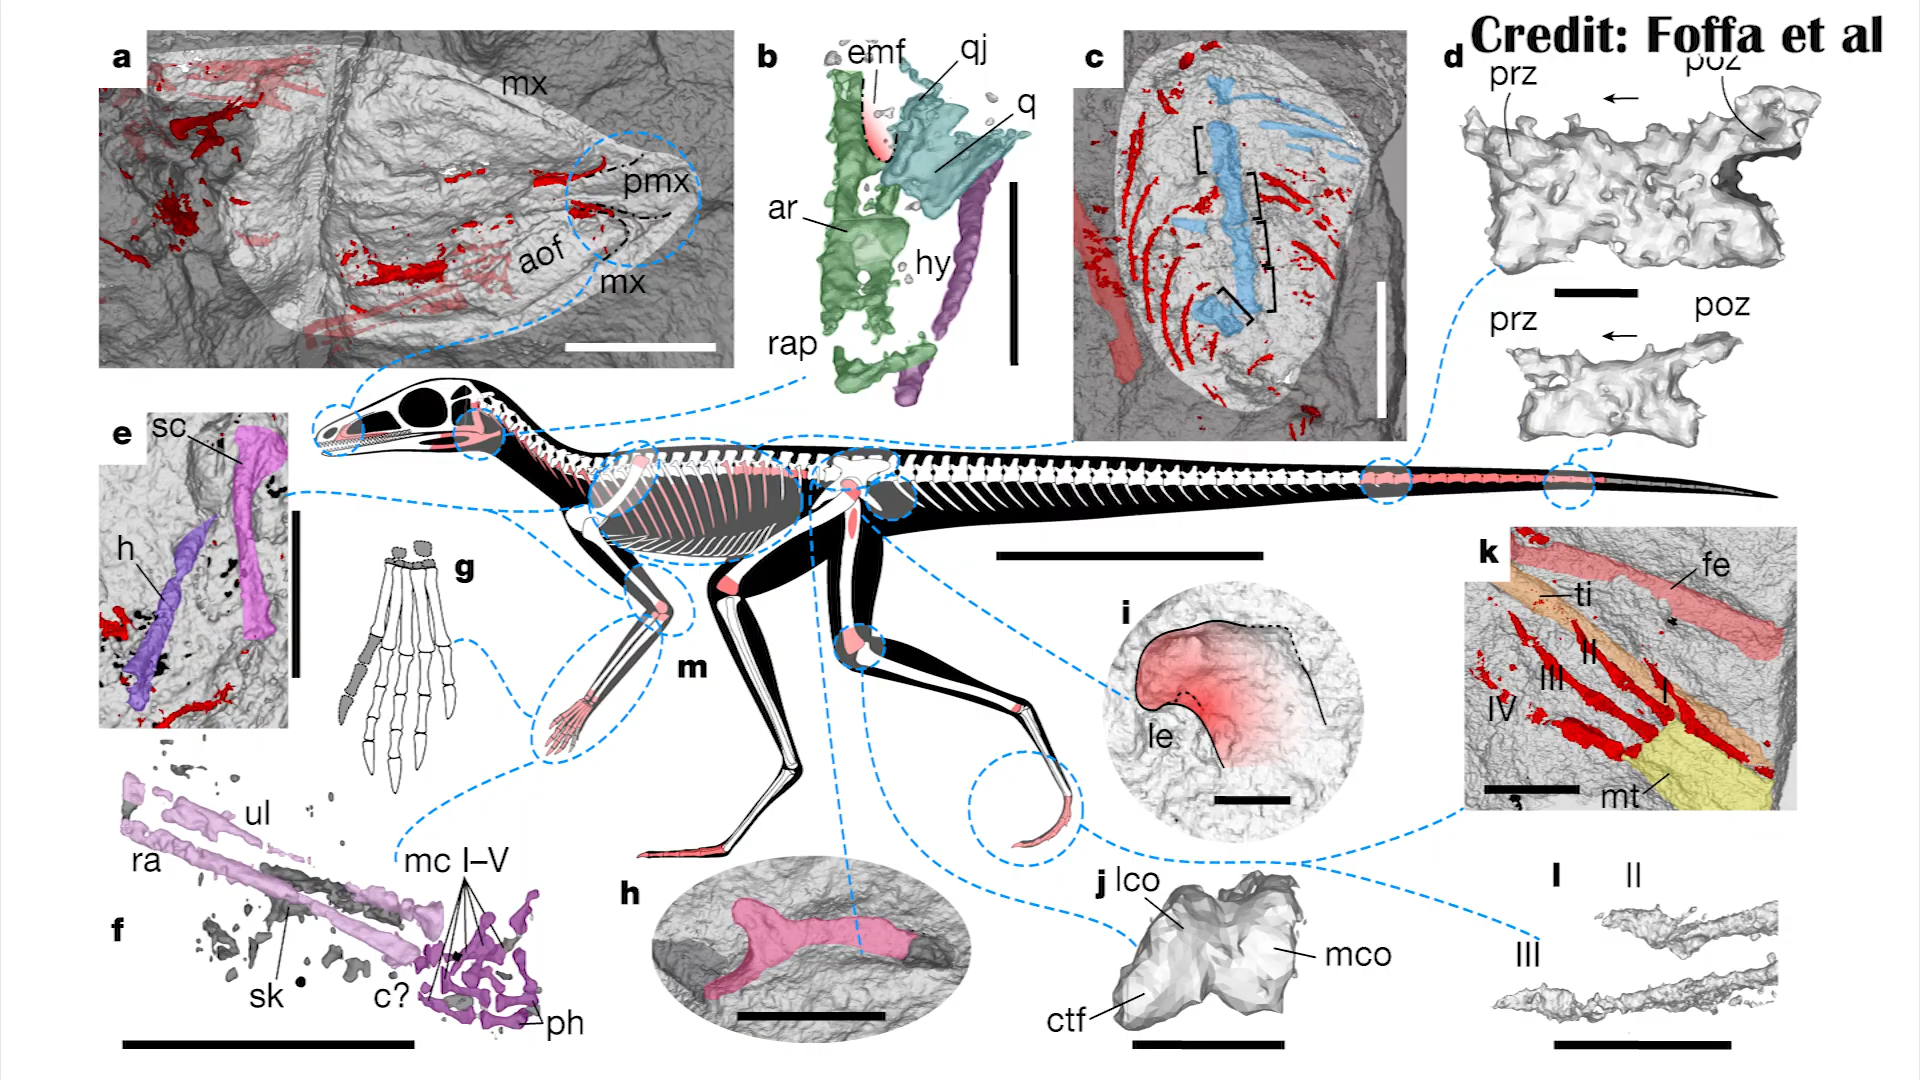 Credit: Foffa et al
a
mx
pmx
aof
mx
b
emf
qj
q
ar
hy
rap
c
d
prz
poz
prz
poz
e
sc
h
g
m
i
le
k
fe
ti
II
I
III
IV
mt
f
ul
ra
mc I–V
sk
c?
ph
h
j
lco
mco
ctf
l
II
III